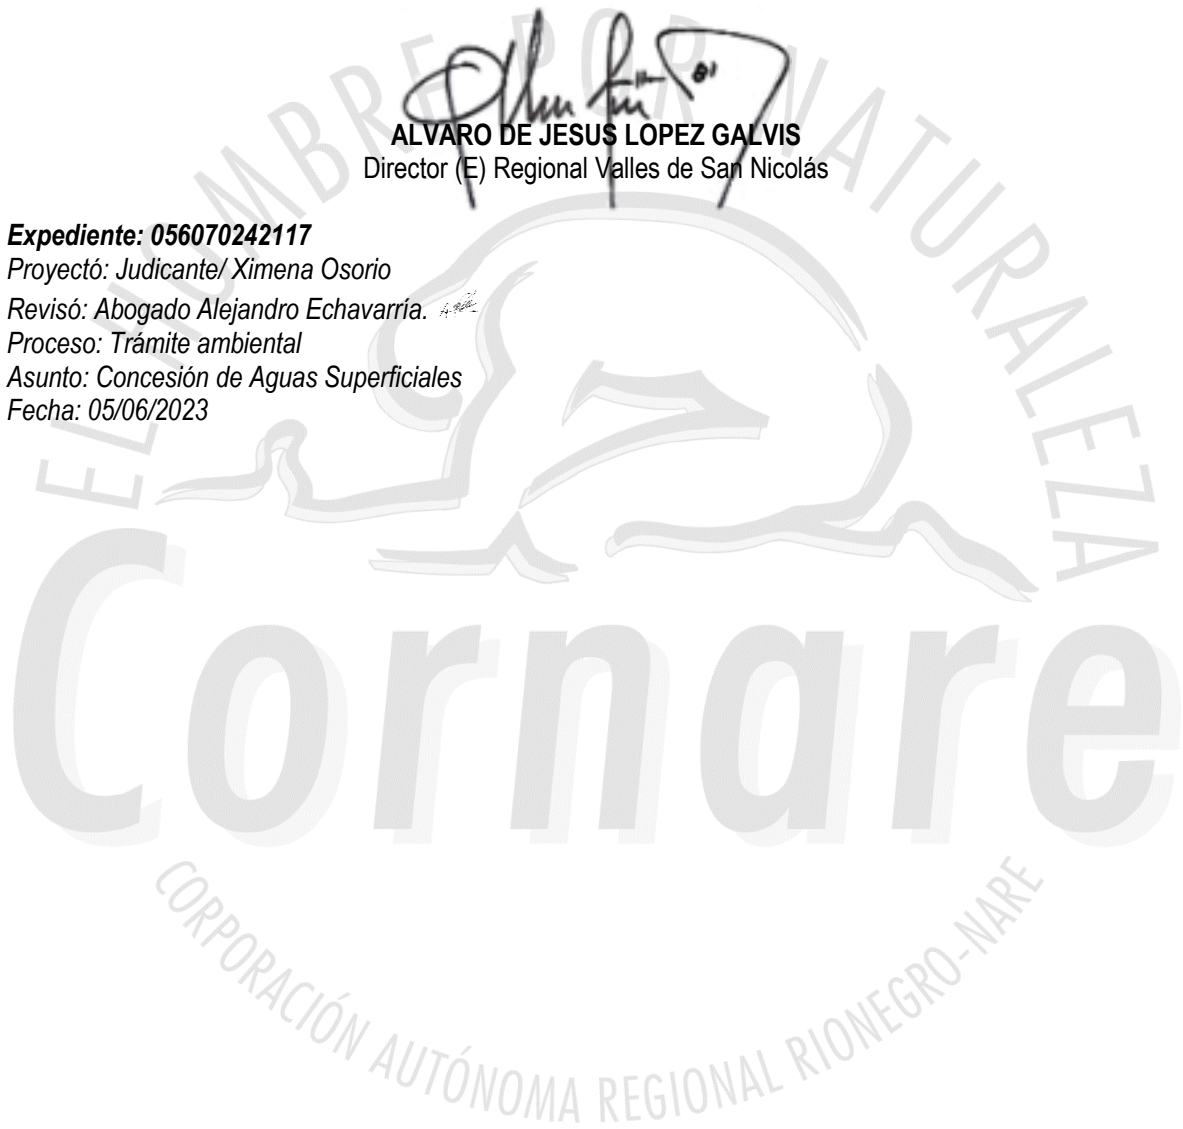 ALVARO DE JESUS LOPEZ GALVIS
Director (E) Regional Valles de San Nicolás
Expediente: 056070242117
Proyectó: Judicante/ Ximena Osorio
Revisó: Abogado Alejandro Echavarría.
Proceso: Trámite ambiental
Asunto: Concesión de Aguas Superficiales
Fecha: 05/06/2023
EL HOMBRE POR NATURALEZA
Cornare
CORPORACIÓN AUTÓNOMA REGIONAL RIONEGRO-NARE